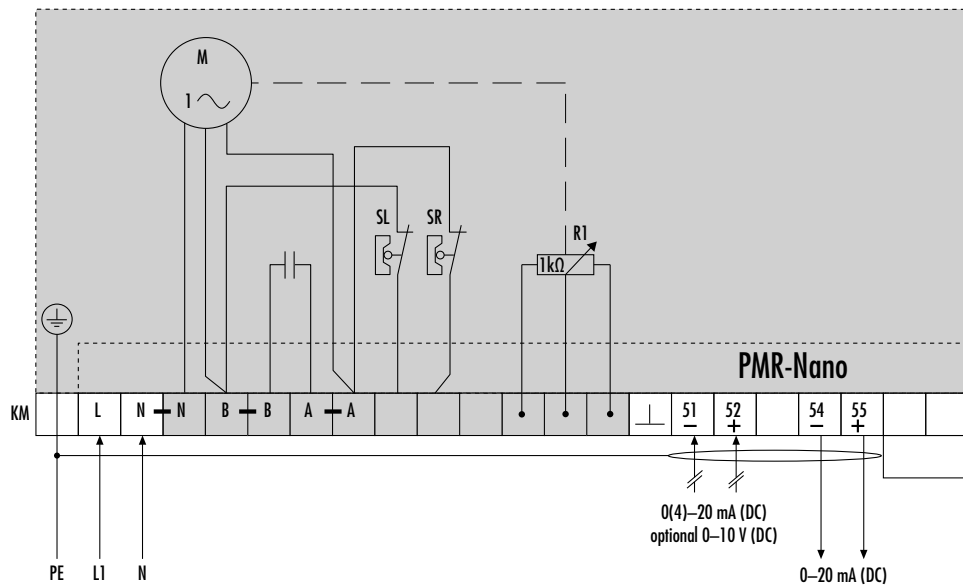 M
1
SL
SR
R1
1kΩ
PMR-Nano
KM
L
N
N
B
B
A
A
51
52
54
55
−
+
−
+
0(4)–20 mA (DC)
optional 0–10 V (DC)
PE
L1
N
0–20 mA (DC)